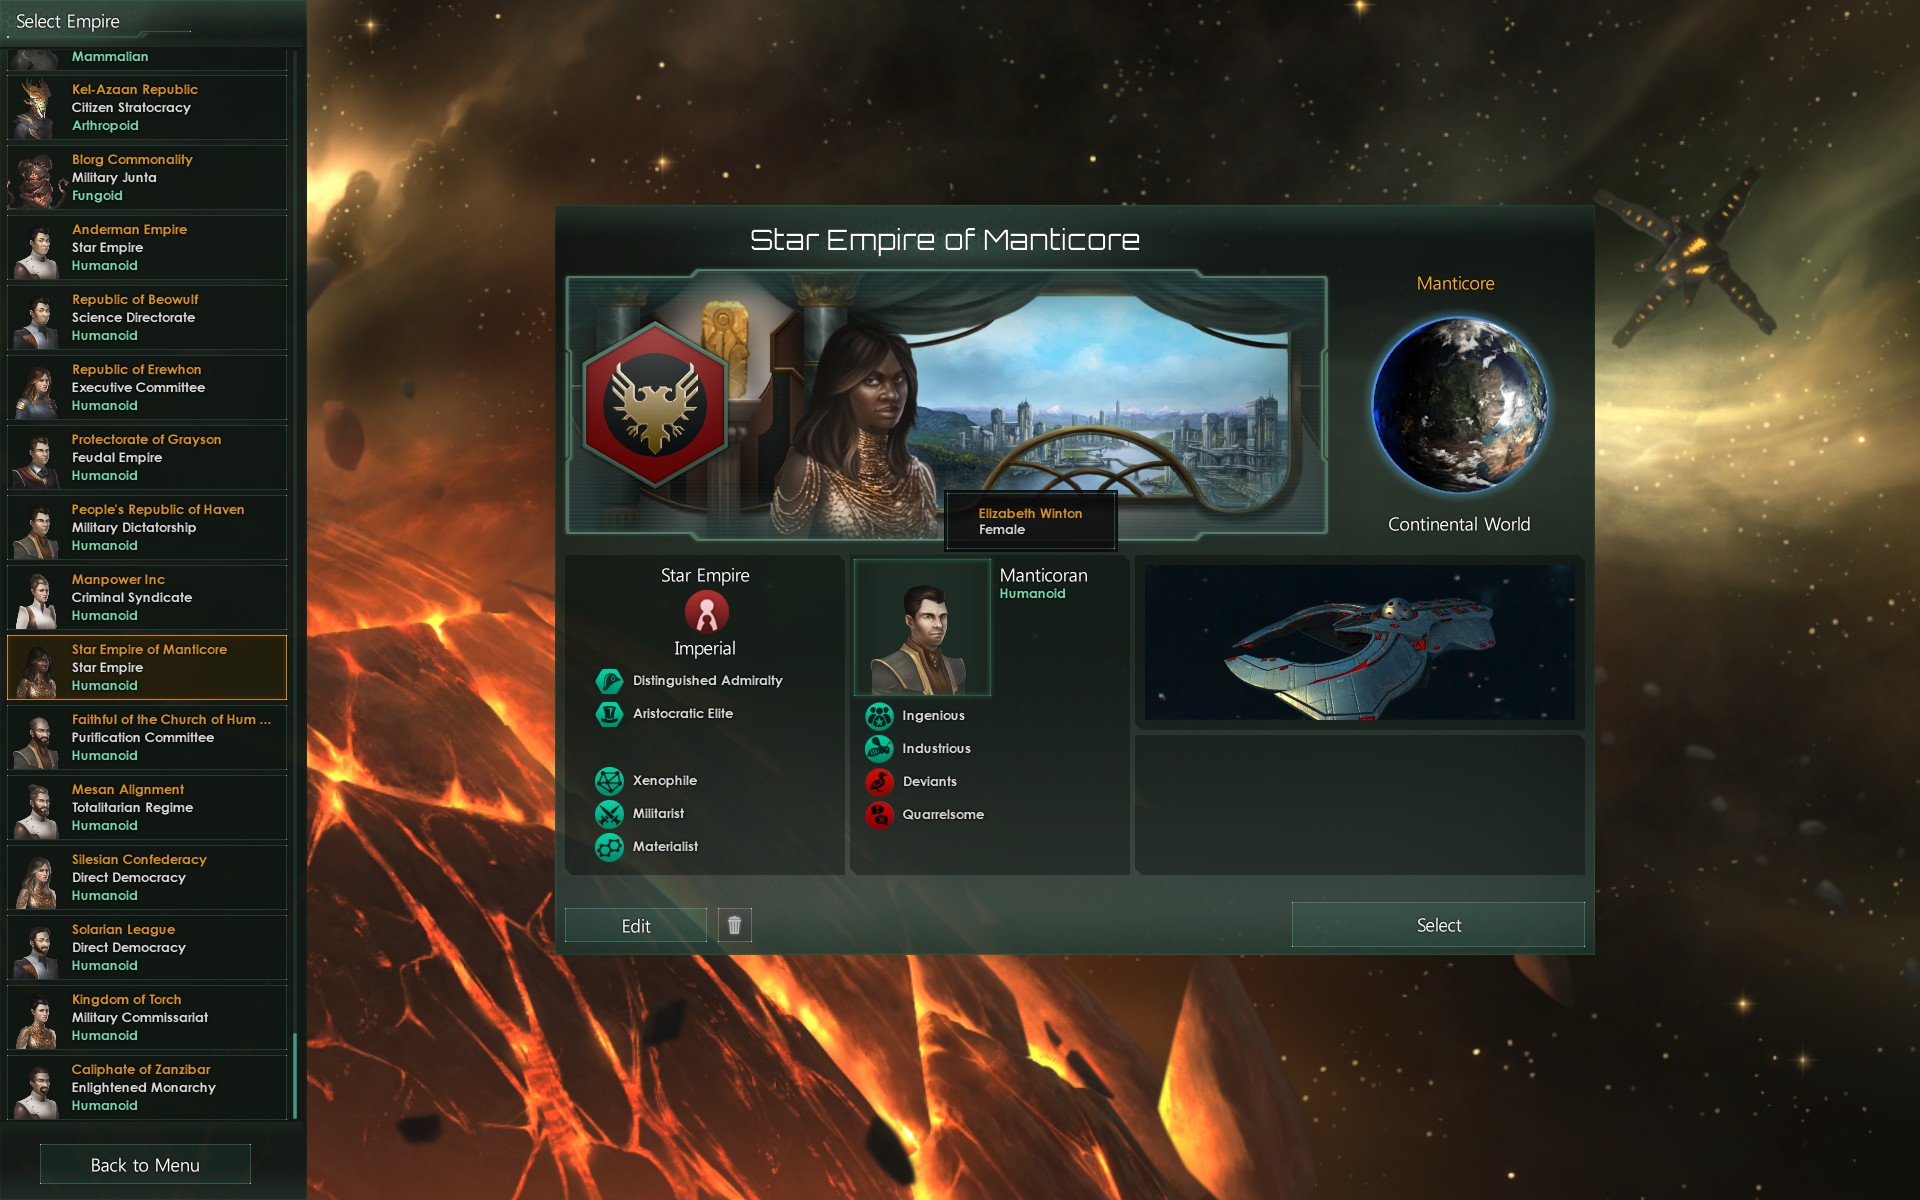 Select Empire
Mammalian
Kel-Azaan Republic
Citizen Stratocracy
Arthropoid
Blorg Commonality
Military Junta
Fungoid
Anderman Empire
Star Empire
Humanoid
Republic of Beowulf
Science Directorate
Humanoid
Republic of Erewhon
Executive Committee
Humanoid
Protectorate of Grayson
Feudal Empire
Humanoid
People's Republic of Haven
Military Dictatorship
Humanoid
Manpower Inc
Criminal Syndicate
Humanoid
Star Empire of Manticore
Star Empire
Humanoid
Faithful of the Church of Hum ...
Purification Committee
Humanoid
Mesan Alignment
Totalitarian Regime
Humanoid
Silesian Confederacy
Direct Democracy
Humanoid
Solarian League
Direct Democracy
Humanoid
Kingdom of Torch
Military Commissariat
Humanoid
Caliphate of Zanzibar
Enlightened Monarchy
Humanoid
Back to Menu
Star Empire of Manticore
Manticore
Continental World
Elizabeth Winton
Female
Star Empire
Imperial
Distinguished Admiralty
Aristocratic Elite
Xenophile
Militarist
Materialist
Manticoran
Humanoid
Ingenious
Industrious
Deviants
Quarrelsome
Edit
Select